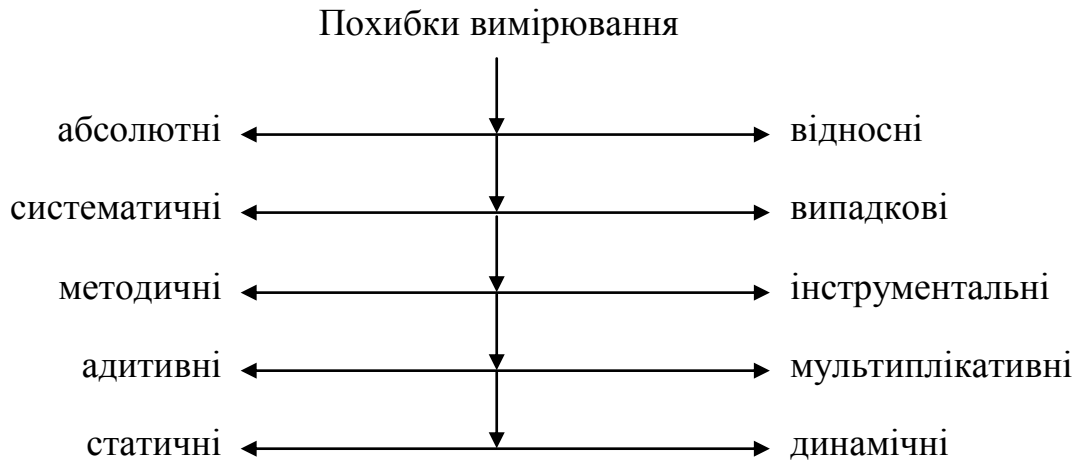 Похибки вимірювання
абсолютні відносні
систематичні випадкові
методичні інструментальні
адитивні мультиплікативні
статичні динамічні